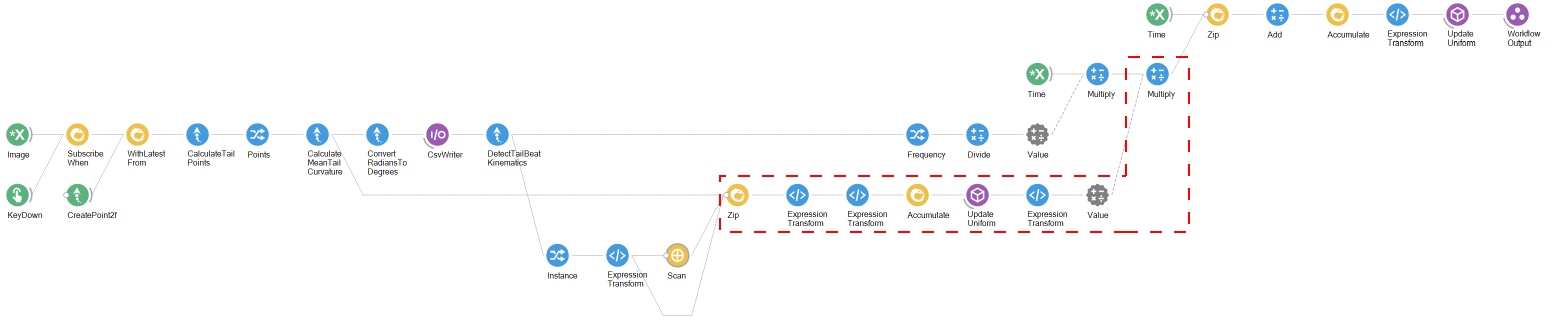 Time
Zip
Add
Accumulate
Expression
Transform
Update
Uniform
Workflow
Output
Time
Multiply
Multiply
Image
Subscribe
When
WithLatest
From
CalculateTail
Points
Points
Calculate
MeanTail
Curvature
Convert
RadiansTo
Degrees
CsvWriter
DetectTailBeat
Kinematics
Frequency
Divide
Value
KeyDown
CreatePoint2f
Zip
Expression
Transform
Expression
Transform
Accumulate
Update
Uniform
Expression
Transform
Value
Instance
Expression
Transform
Scan